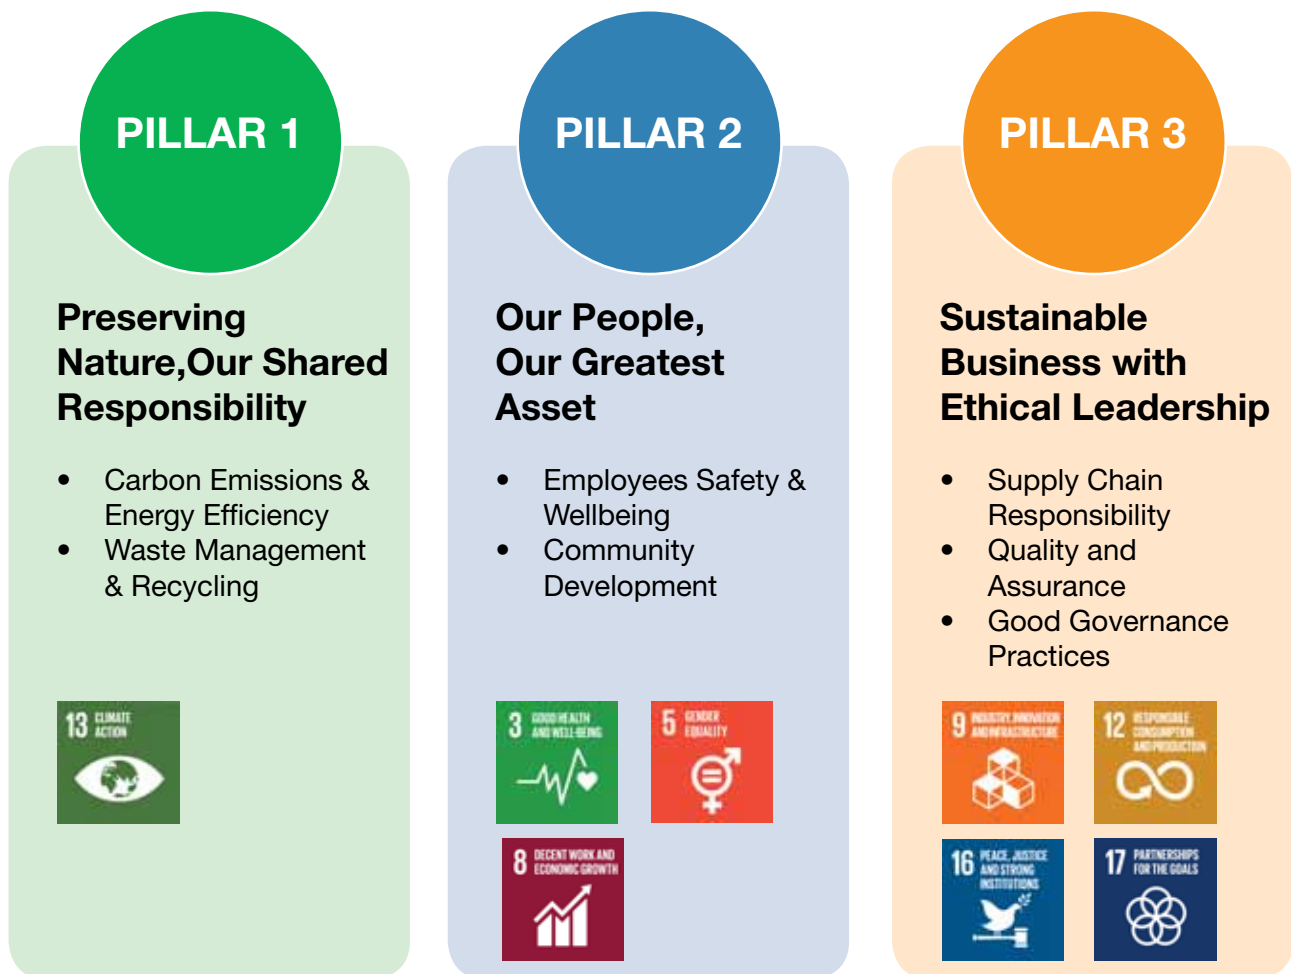 PILLAR 1
Preserving
Nature,Our Shared
Responsibility
• Carbon Emissions &
Energy Efficiency
• Waste Management
& Recycling
13 CLIMATE
ACTION
PILLAR 2
Our People,
Our Greatest
Asset
• Employees Safety &
Wellbeing
• Community
Development
3 GOOD HEALTH
AND WELL-BEING
5 GENDER
EQUALITY
8 DECENT WORK AND
ECONOMIC GROWTH
PILLAR 3
Sustainable
Business with
Ethical Leadership
• Supply Chain
Responsibility
• Quality and
Assurance
• Good Governance
Practices
9 INDUSTRY, INNOVATION
AND INFRASTRUCTURE
12 RESPONSIBLE
CONSUMPTION
AND PRODUCTION
16 PEACE, JUSTICE
AND STRONG
INSTITUTIONS
17 PARTNERSHIPS
FOR THE GOALS